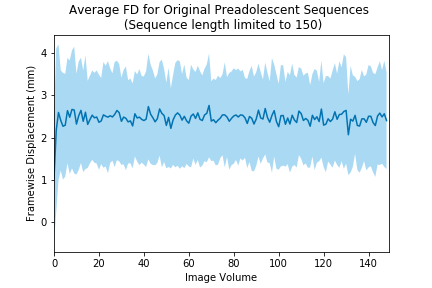 Average FD for Original Preadolescent Sequences
(Sequence length limited to 150)
Framewise Displacement (mm)
4
3
2
1
0
0 20 40 60 80 100 120 140
Image Volume